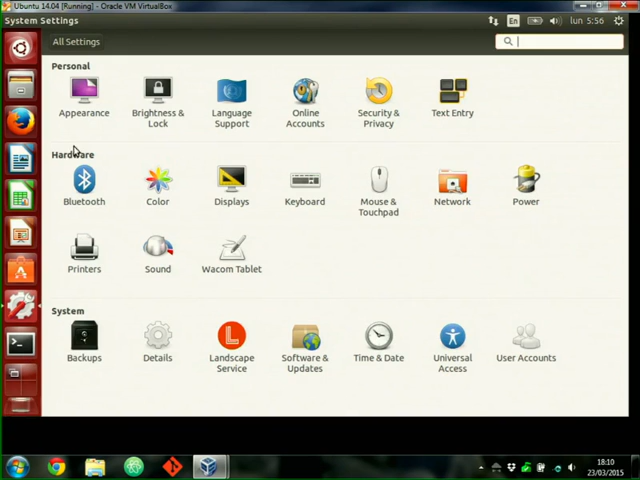 Ubuntu 14.04 [Running] - Oracle VM VirtualBox
System Settings
En
lun 5:56
All Settings
Personal
Appearance
Brightness & Lock
Language Support
Online Accounts
Security & Privacy
Text Entry
Hardware
Bluetooth
Color
Displays
Keyboard
Mouse & Touchpad
Network
Power
Printers
Sound
Wacom Tablet
System
Backups
Details
Landscape Service
Software & Updates
Time & Date
Universal Access
User Accounts
18:10
23/03/2015